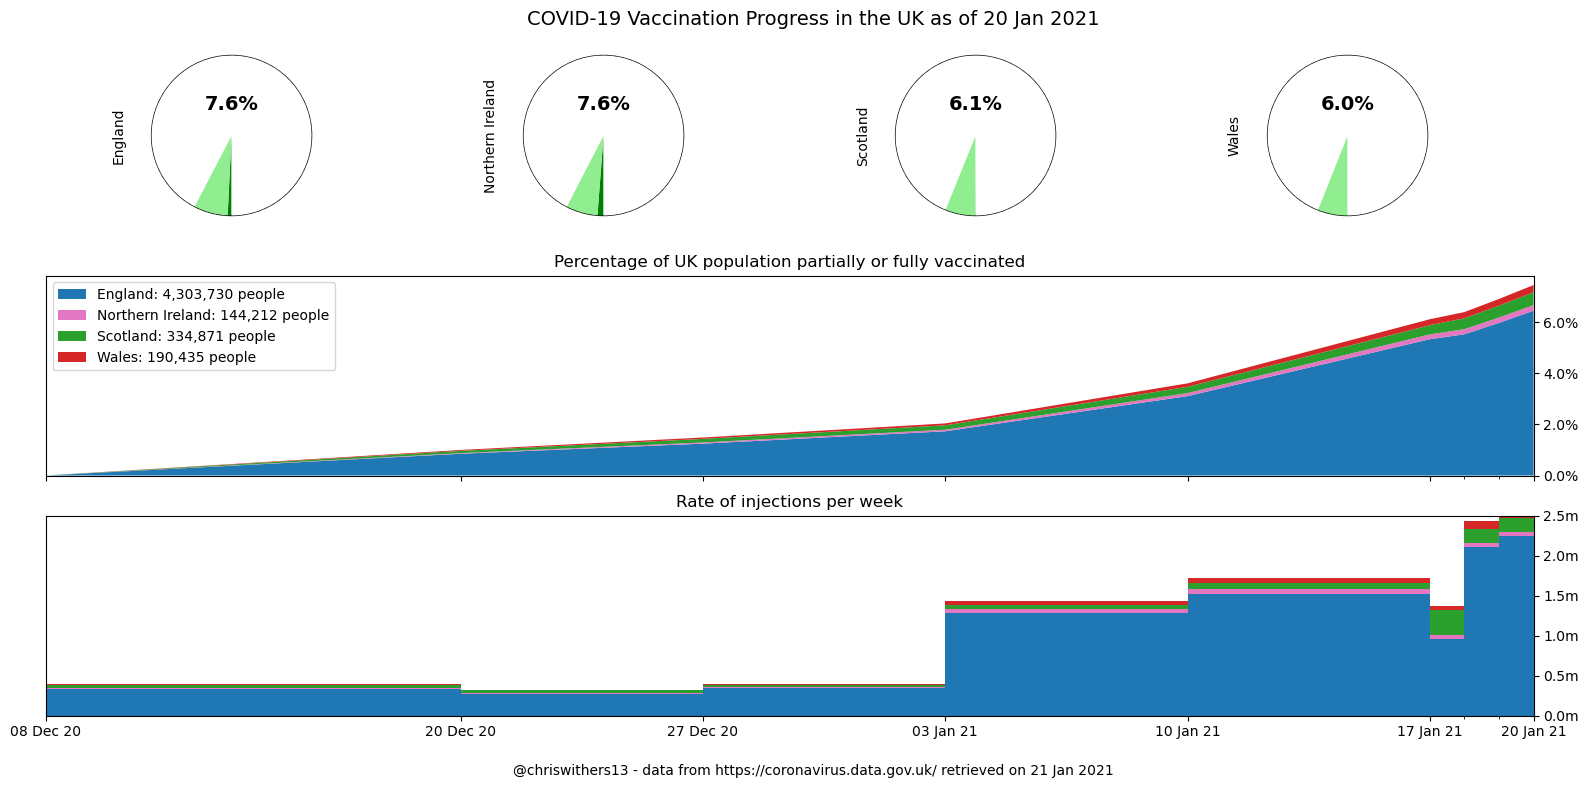 COVID-19 Vaccination Progress in the UK as of 20 Jan 2021
England
7.6%
Northern Ireland
7.6%
Scotland
6.1%
Wales
6.0%
Percentage of UK population partially or fully vaccinated
England: 4,303,730 people
Northern Ireland: 144,212 people
Scotland: 334,871 people
Wales: 190,435 people
6.0%
4.0%
2.0%
0.0%
Rate of injections per week
2.5m
2.0m
1.5m
1.0m
0.5m
0.0m
08 Dec 20
20 Dec 20
27 Dec 20
03 Jan 21
10 Jan 21
17 Jan 21
20 Jan 21
@chriswithers13 - data from https://coronavirus.data.gov.uk/ retrieved on 21 Jan 2021